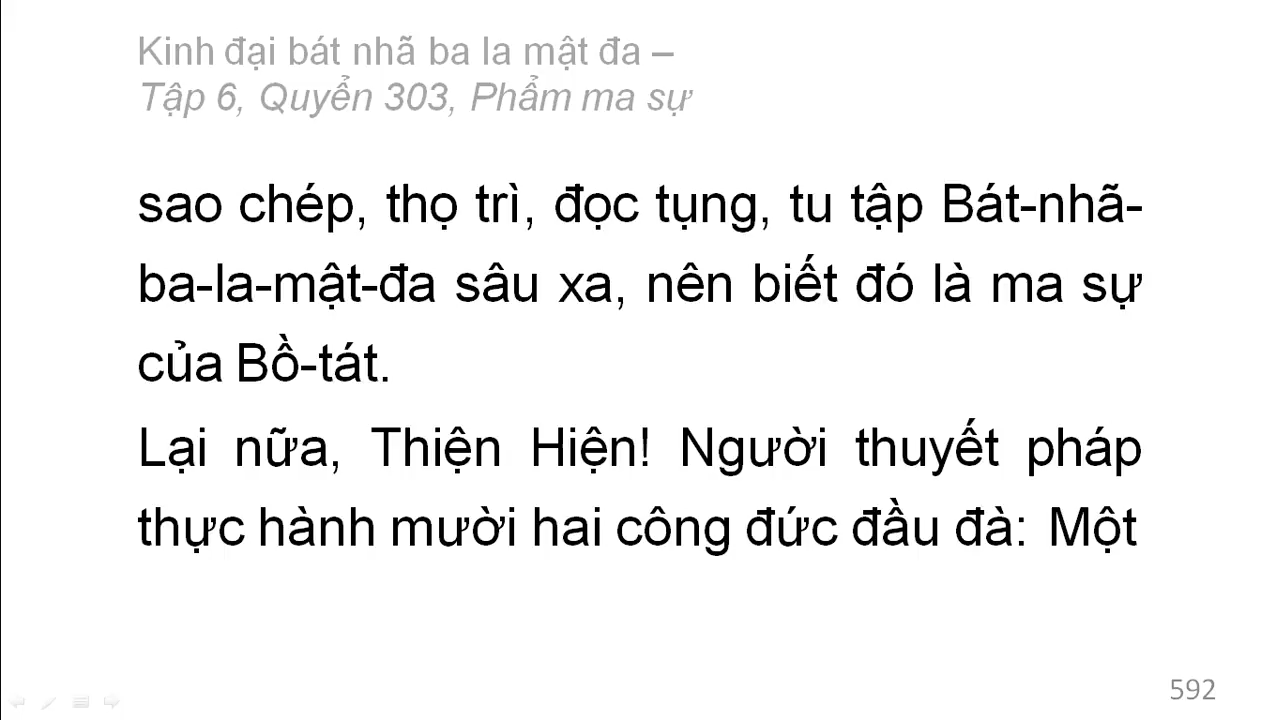 Kinh đại bát nhã ba la mật đa –
Tập 6, Quyển 303, Phẩm ma sự
sao chép, thọ trì, đọc tụng, tu tập Bát-nhã-
ba-la-mật-đa sâu xa, nên biết đó là ma sự
của Bồ-tát.
Lại nữa, Thiện Hiện! Người thuyết pháp
thực hành mười hai công đức đầu đà: Một
592